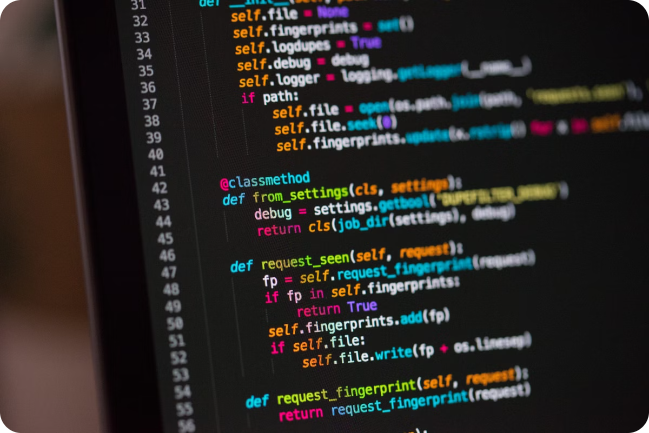 31 def __init__(self,
32 self.file = None
33 self.fingerprints = set()
34 self.logdupes = True
35 self.debug = debug
36 self.logger = logging.getLogger(__name__)
37 if path:
38 self.file = open(os.path.join(path, 'requests.seen'),
39 self.file.seek(0)
40 self.fingerprints.update(x.rstrip() for x in self.file
41
42 @classmethod
43 def from_settings(cls, settings):
44 debug = settings.getbool('DUPEFILTER_DEBUG')
45 return cls(job_dir(settings), debug)
46
47 def request_seen(self, request):
48 fp = self.request_fingerprint(request)
49 if fp in self.fingerprints:
50 return True
51 self.fingerprints.add(fp)
52 if self.file:
53 self.file.write(fp + os.linesep)
54
55 def request_fingerprint(self, request):
56 return request_fingerprint(request)